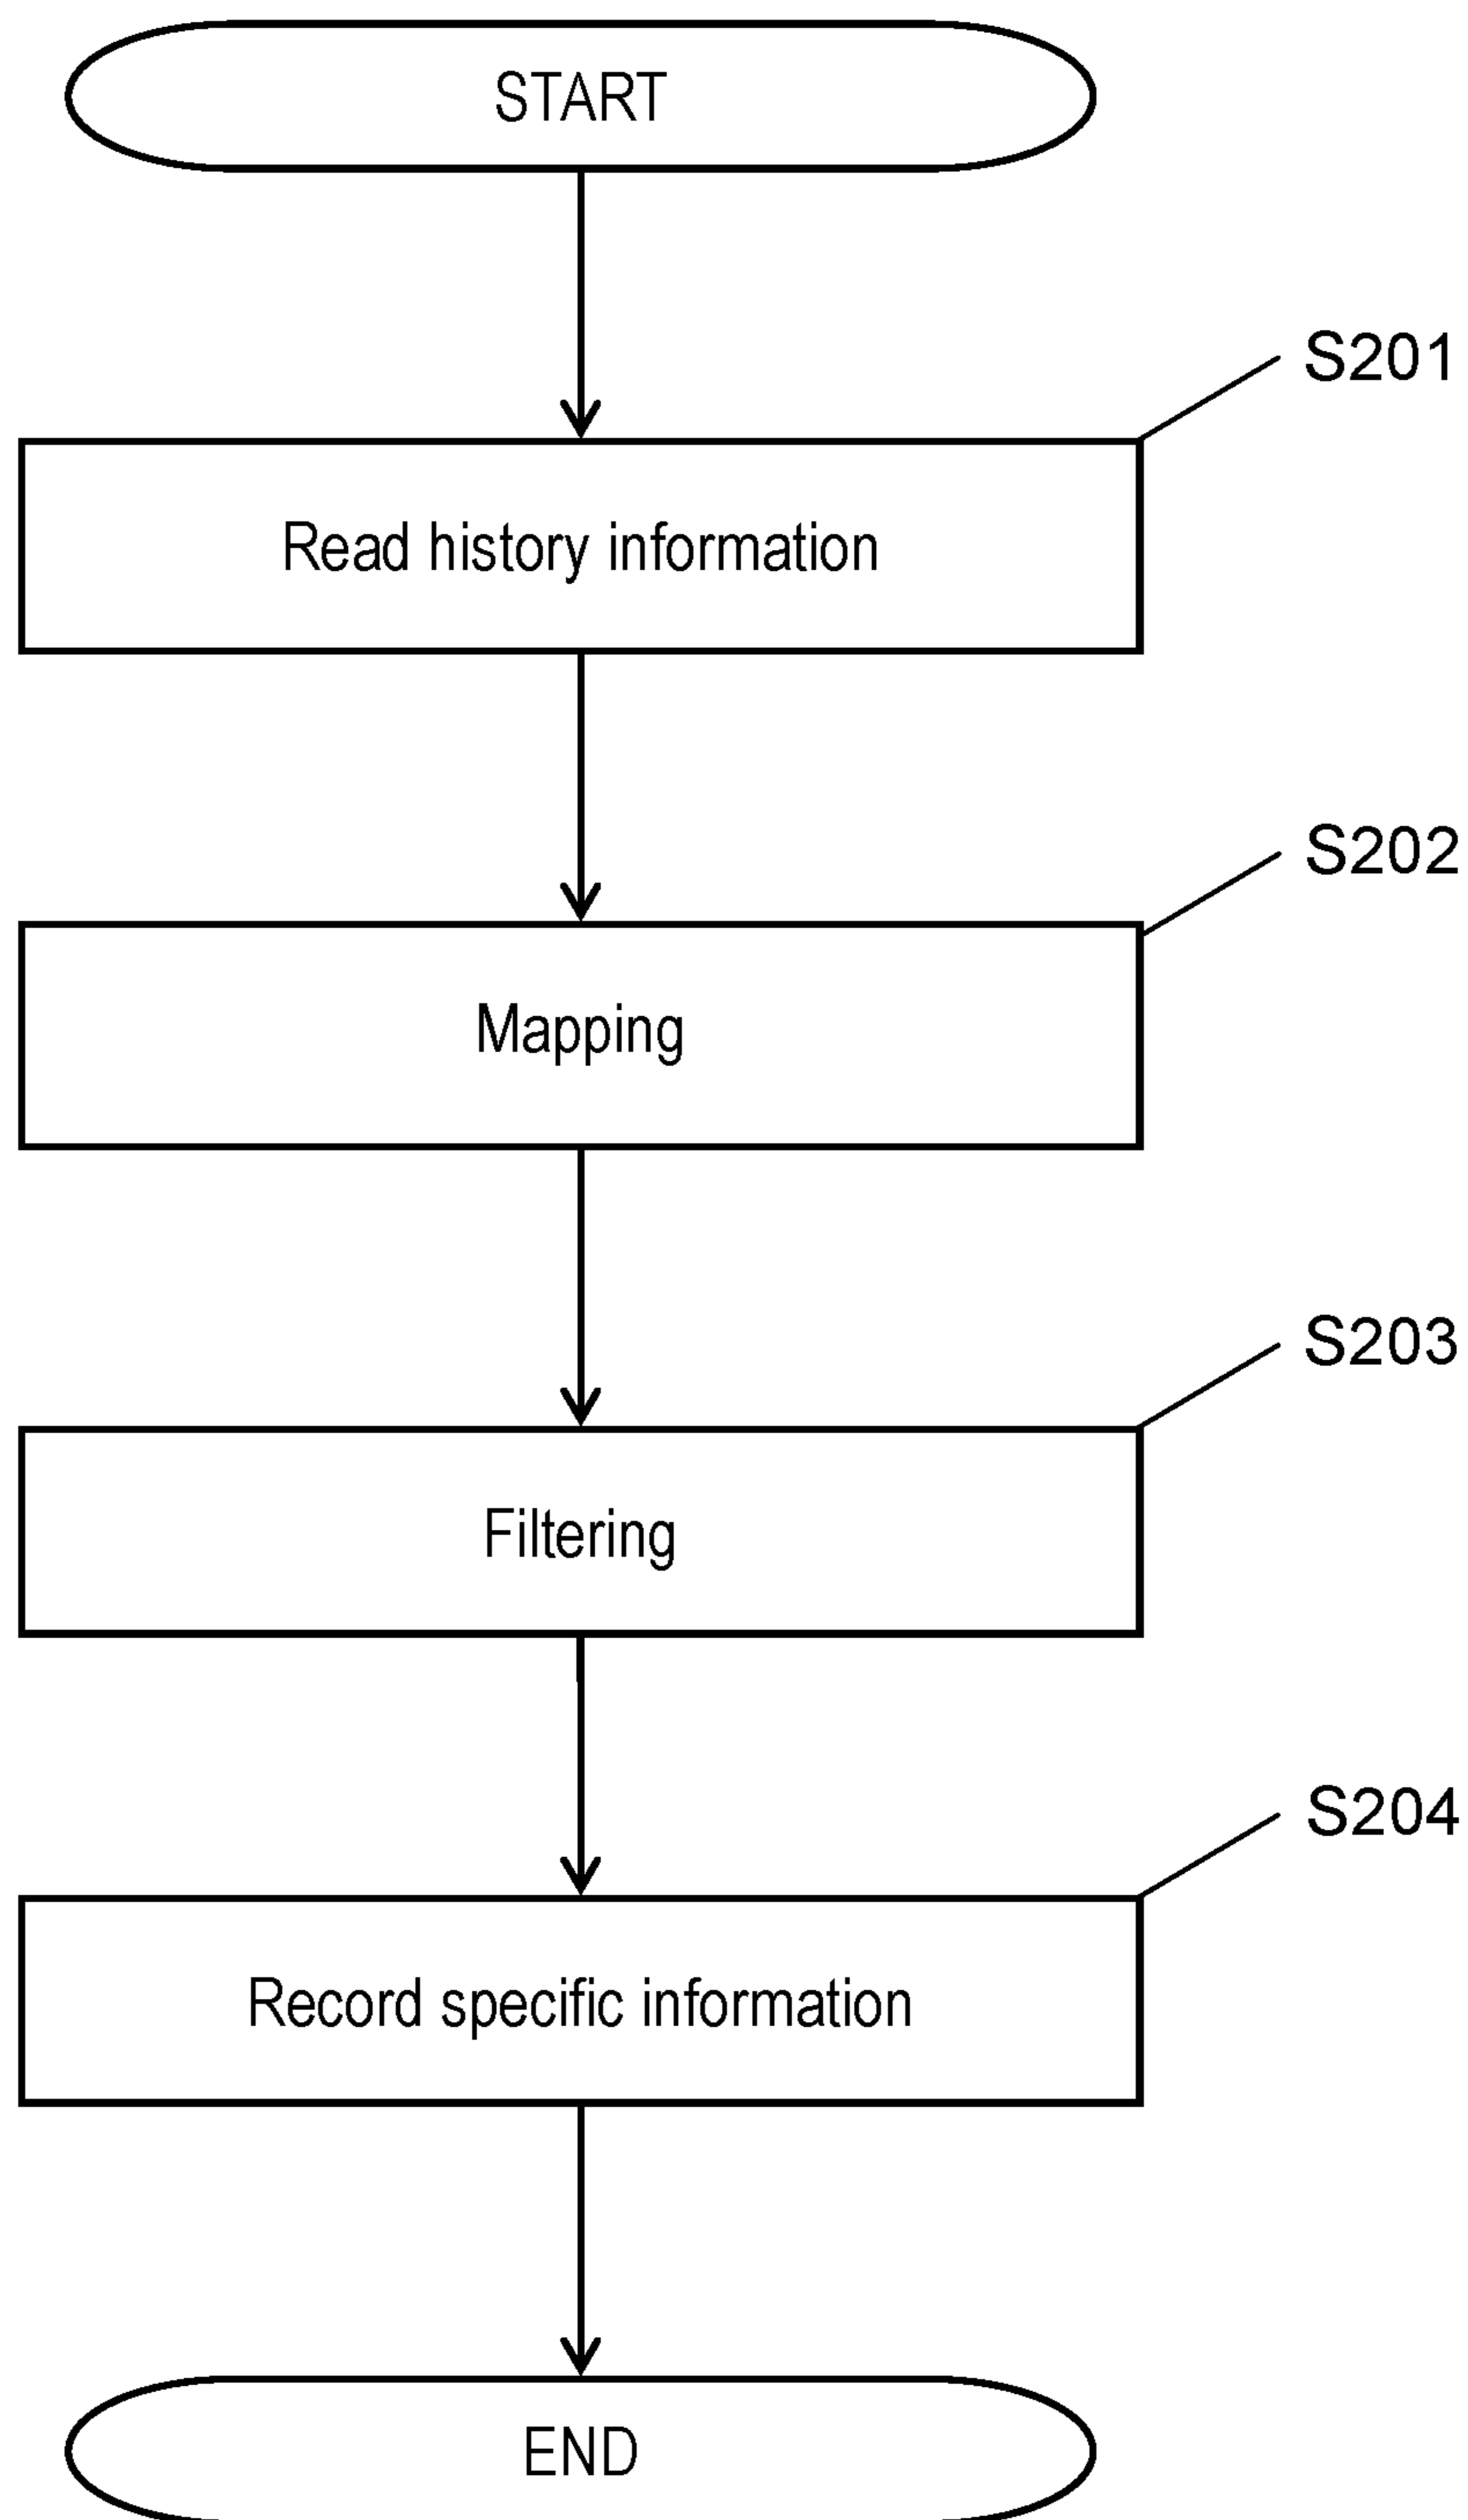 START
S201
Read history information
S202
Mapping
S203
Filtering
S204
Record specific information
END